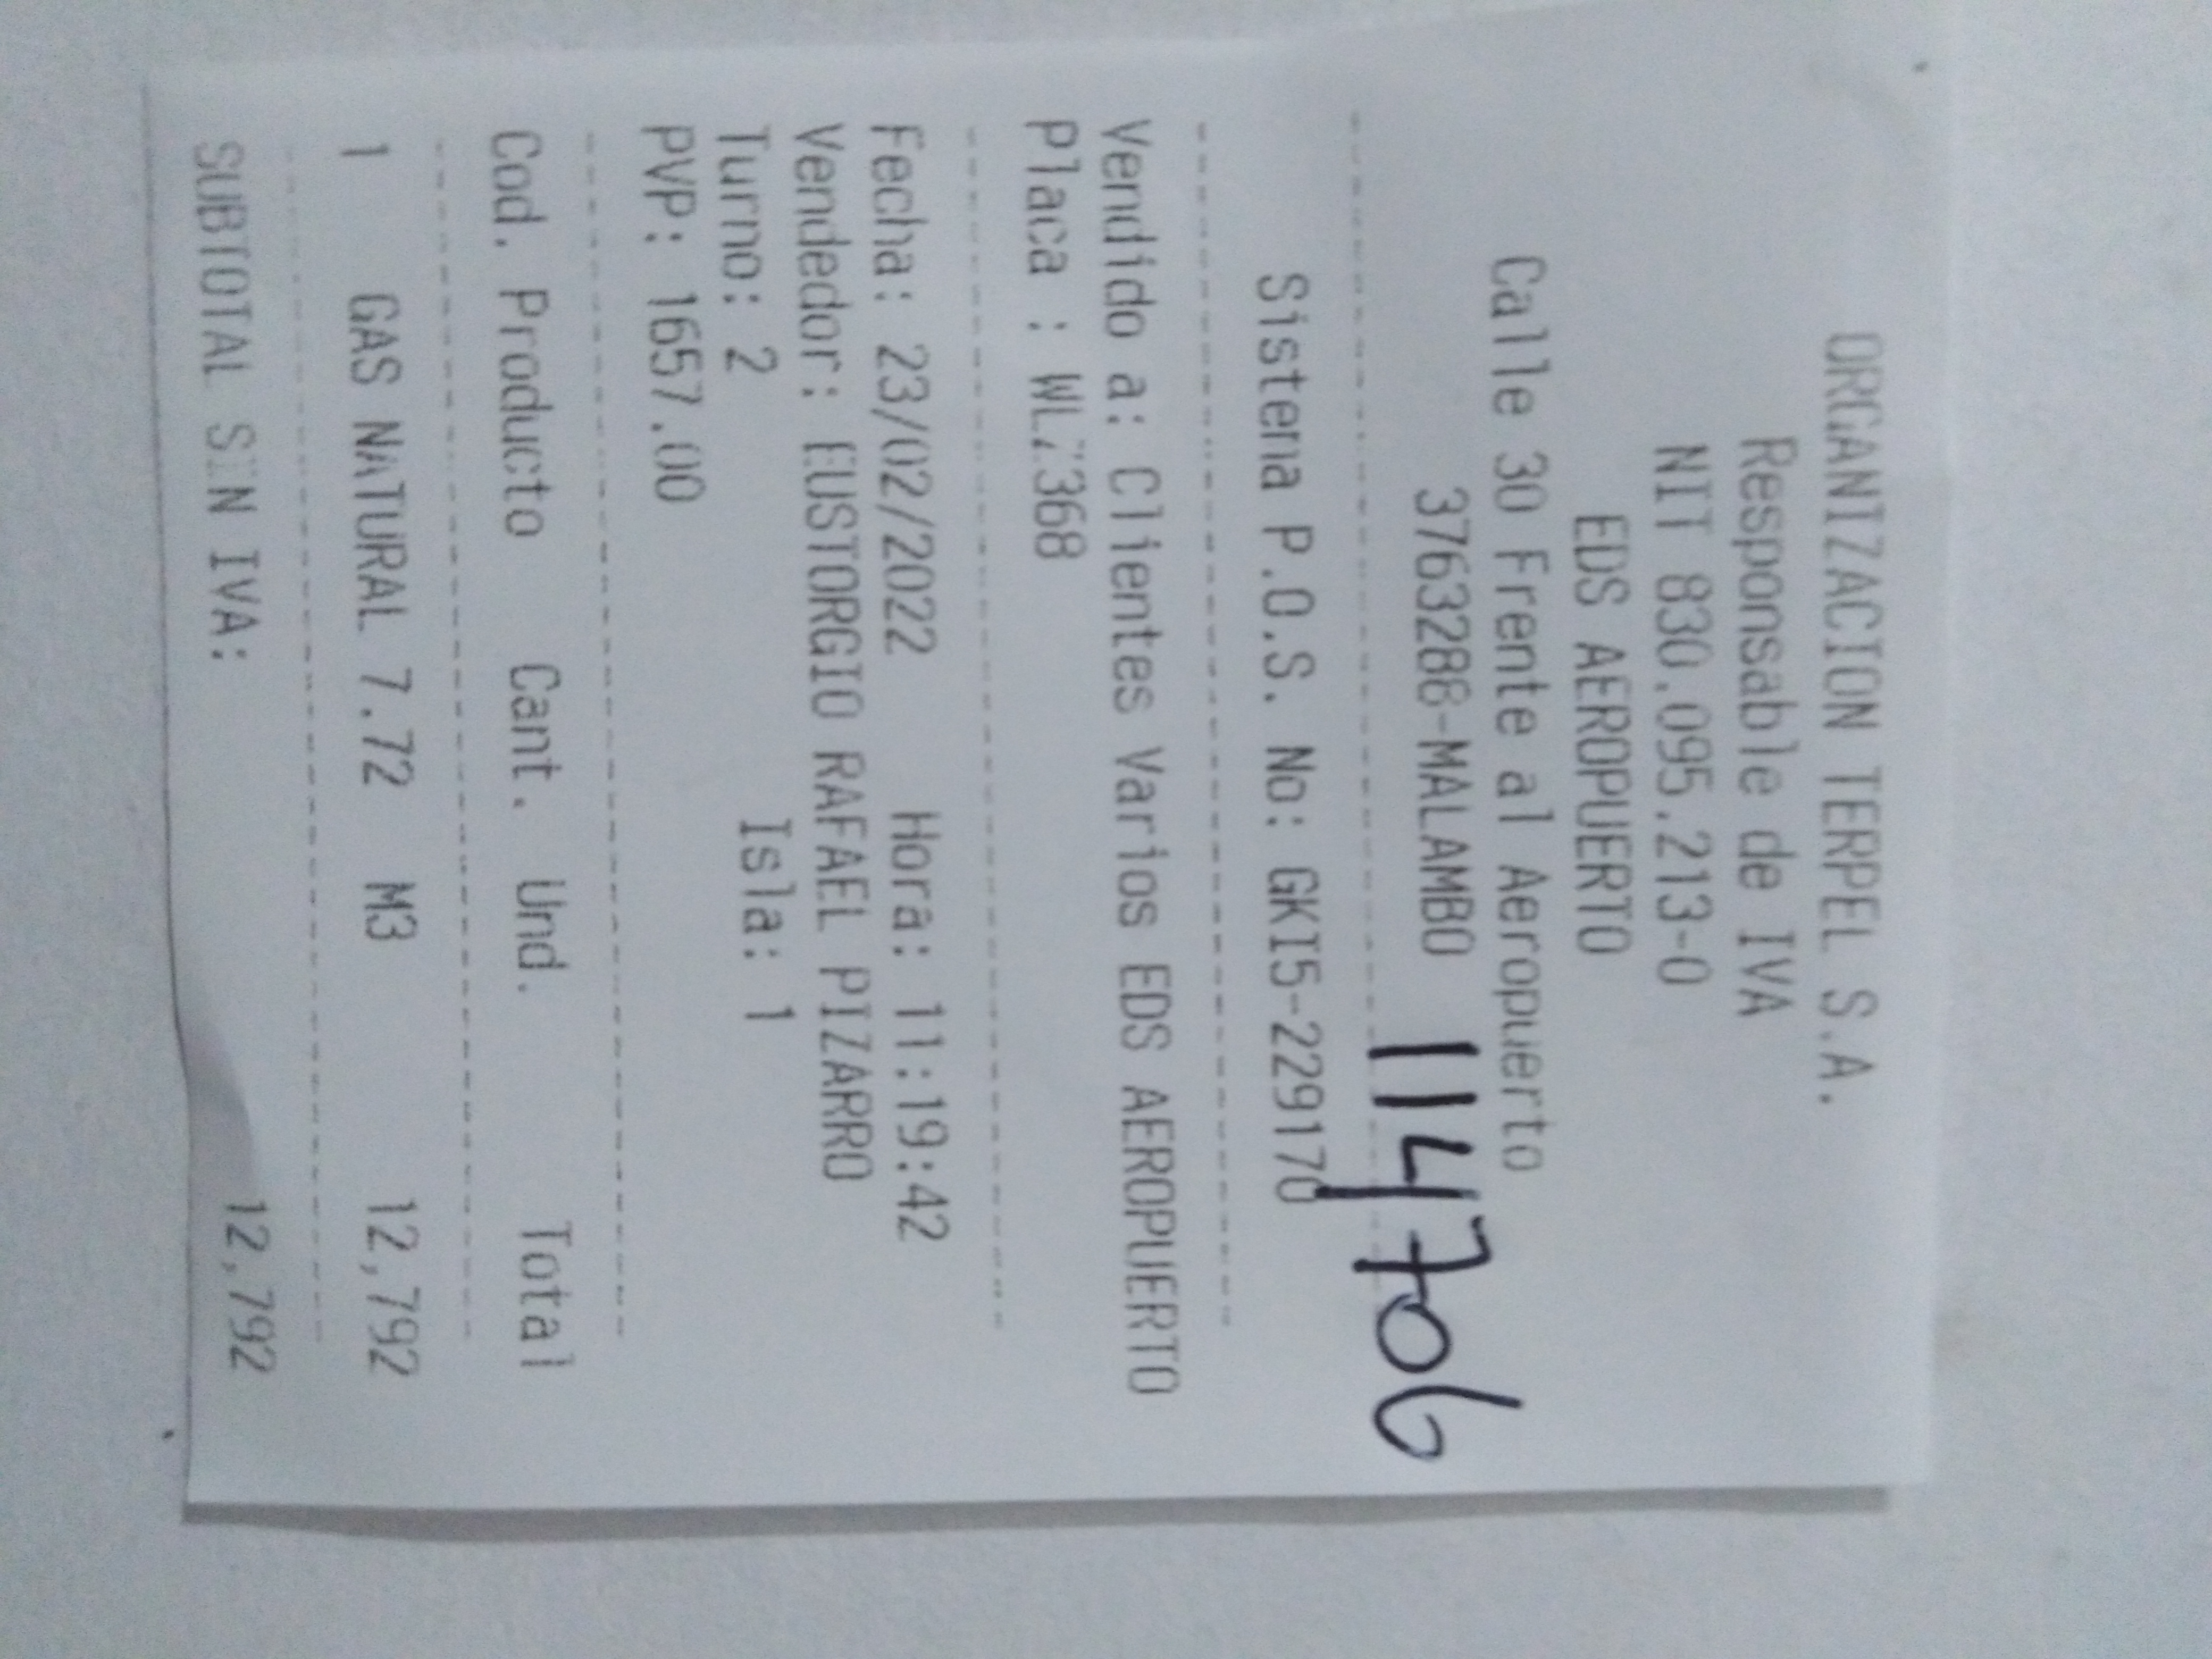 ORGANIZACION TERPEL S.A.
Responsable de IVA
NIT 830.095.213-0
EDS AEROPUERTO
Calle 30 Frente al Aeropuerto
3763288-MALAMBO
114706
Sistema P.O.S. No: GKI5-229170
Vendido a: Clientes Varios EDS AEROPUERTO
Placa :
Fecha: 23/02/2022 Hora: 11:19:42
Vendedor: EUSTORGIO RAFAEL PIZARRO
Turno: 2 Isla: 1
PVP: 1657.00
Cod. Producto Cant. Und. Total
1 GAS NATURAL 7.72 M3 12,792
SUBTOTAL SIN IVA: 12,792